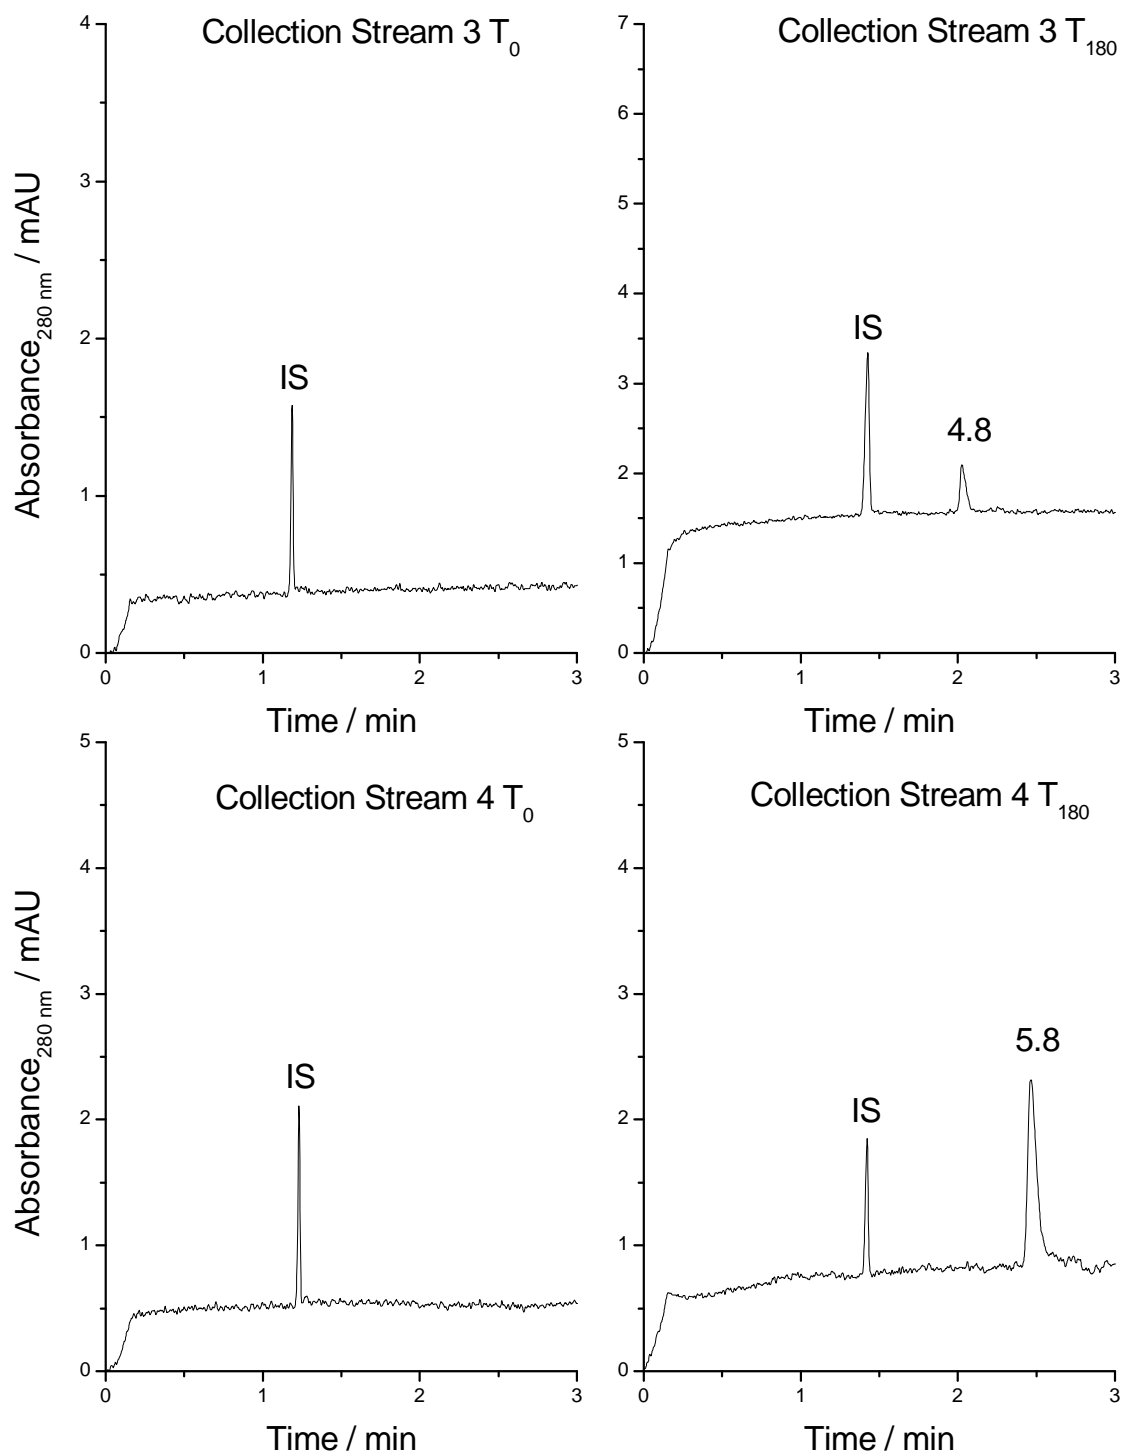 Collection Stream 3 T0
4
3
2
1
0
Absorbance280 nm / mAU
IS
0 1 2 3
Time / min
Collection Stream 3 T180
7
6
5
4
3
2
1
0
IS
4.8
0 1 2 3
Time / min
Collection Stream 4 T0
5
4
3
2
1
0
Absorbance280 nm / mAU
IS
0 1 2 3
Time / min
Collection Stream 4 T180
5
4
3
2
1
0
5.8
IS
0 1 2 3
Time / min